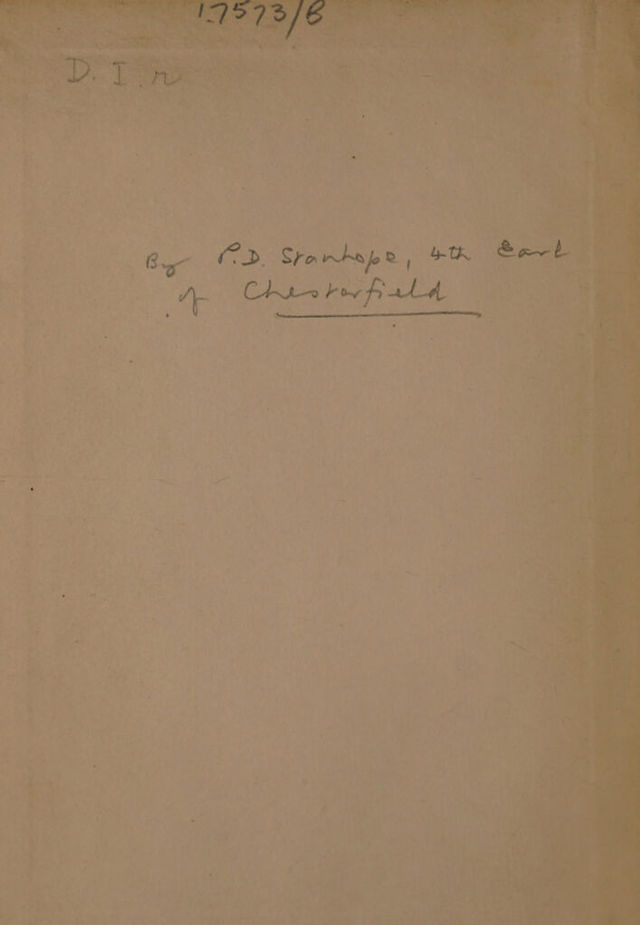 17573/B
D. I. n
By P.D. Stanhope, 4th Earl
of Chesterfield